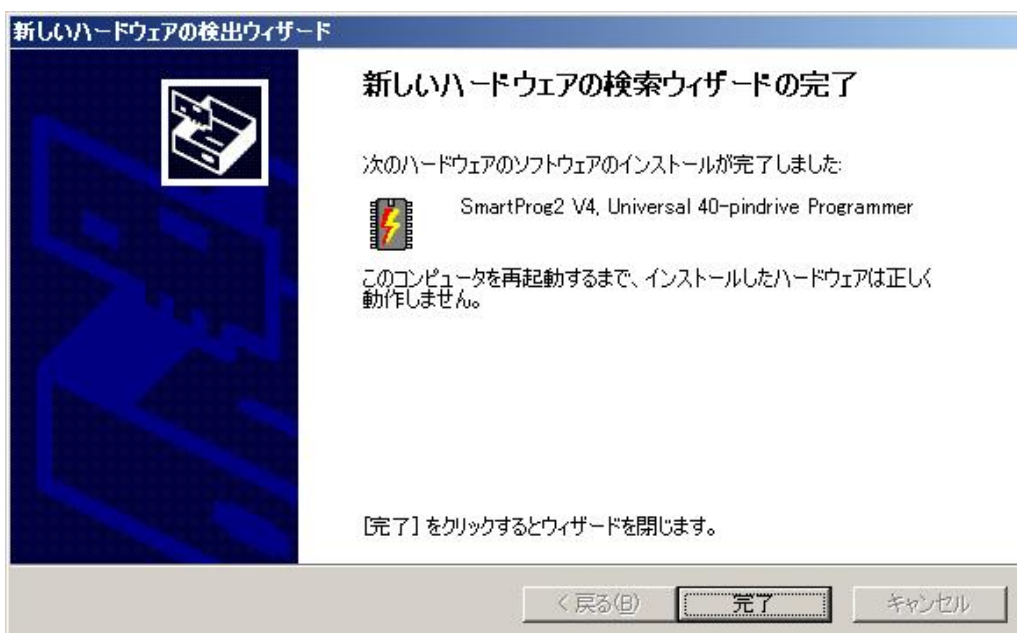 新しいハードウェアの検出ウィザード
新しいハードウェアの検索ウィザードの完了
次のハードウェアのソフトウェアのインストールが完了しました:
SmartProg2 V4, Universal 40-pindrive Programmer
このコンピュータを再起動するまで、インストールしたハードウェアは正しく
動作しません。
[完了] をクリックするとウィザードを閉じます。
< 戻る(B)
完了
キャンセル